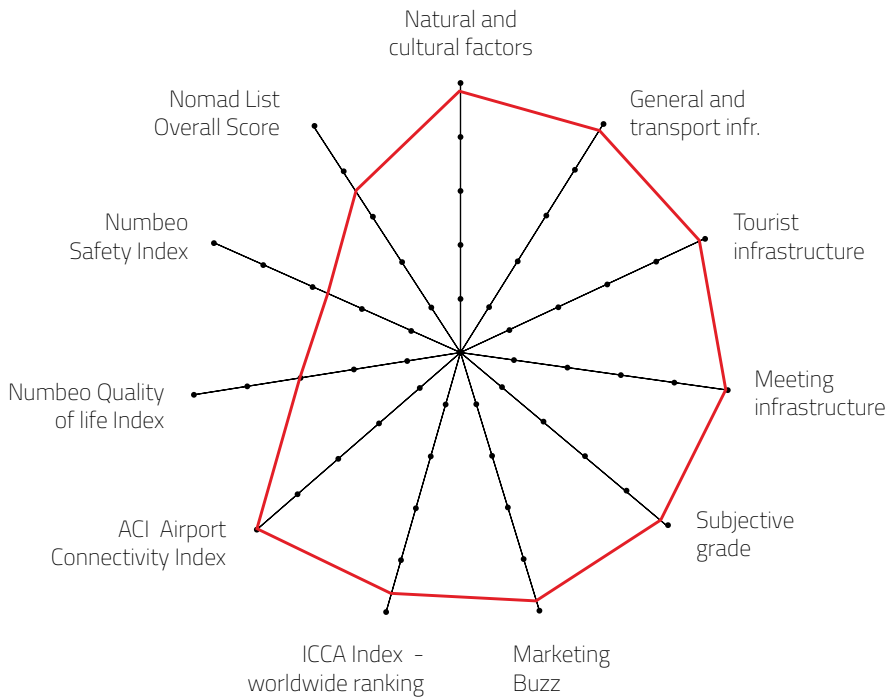 Natural and
cultural factors
Nomad List
Overall Score
General and
transport infr.
Numbeo
Safety Index
Tourist
infrastructure
Numbeo Quality
of life Index
Meeting
infrastructure
ACI Airport
Connectivity Index
Subjective
grade
ICCA Index -
worldwide ranking
Marketing
Buzz